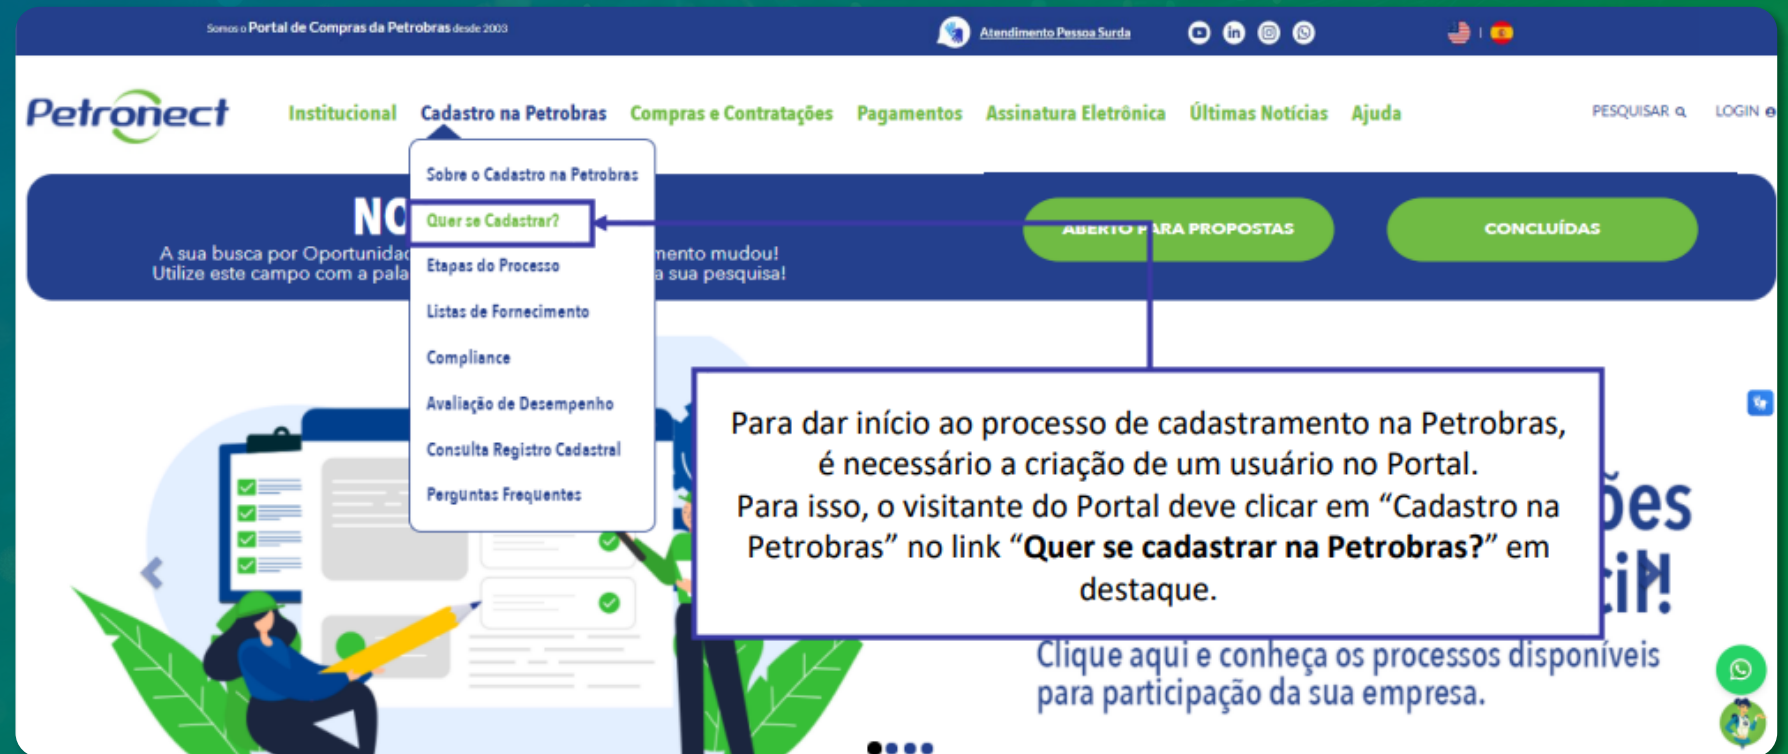 Somos o Portal de Compras da Petrobras desde 2003
Atendimento Pessoa Surda
Petronect
Institucional
Cadastro na Petrobras
Compras e Contratações
Pagamentos
Assinatura Eletrônica
Últimas Notícias
Ajuda
PESQUISAR
LOGIN
Sobre o Cadastro na Petrobras
Quer se Cadastrar?
Etapas do Processo
Listas de Fornecimento
Compliance
Avaliação de Desempenho
Consulta Registro Cadastral
Perguntas Frequentes
NO
A sua busca por Oportunidad
mento mudou!
Utilize este campo com a pala
a sua pesquisa!
ABERTO PARA PROPOSTAS
CONCLUÍDAS
Para dar início ao processo de cadastramento na Petrobras,
é necessário a criação de um usuário no Portal.
Para isso, o visitante do Portal deve clicar em “Cadastro na
Petrobras” no link “Quer se cadastrar na Petrobras?” em
destaque.
ões
cil!
Clique aqui e conheça os processos disponíveis
para participação da sua empresa.